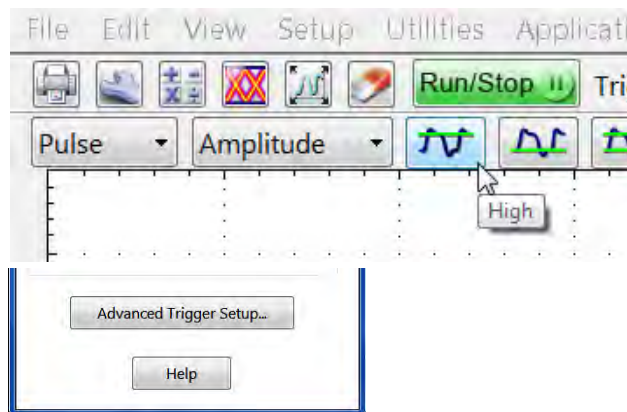 File Edit View Setup Utilities Applicati
Run/Stop Tri
Pulse Amplitude
High
Advanced Trigger Setup...
Help